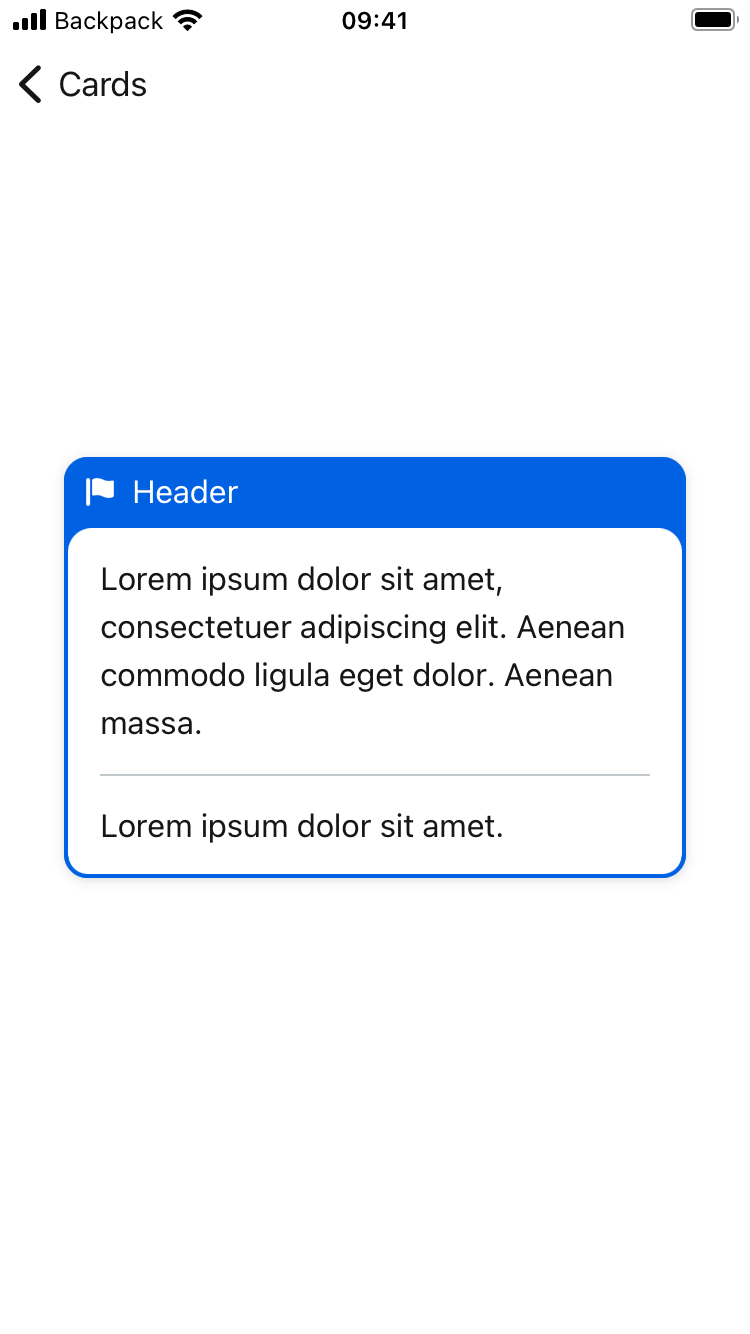 Backpack 09:41
Cards
Header
Lorem ipsum dolor sit amet,
consectetuer adipiscing elit. Aenean
commodo ligula eget dolor. Aenean
massa.
Lorem ipsum dolor sit amet.